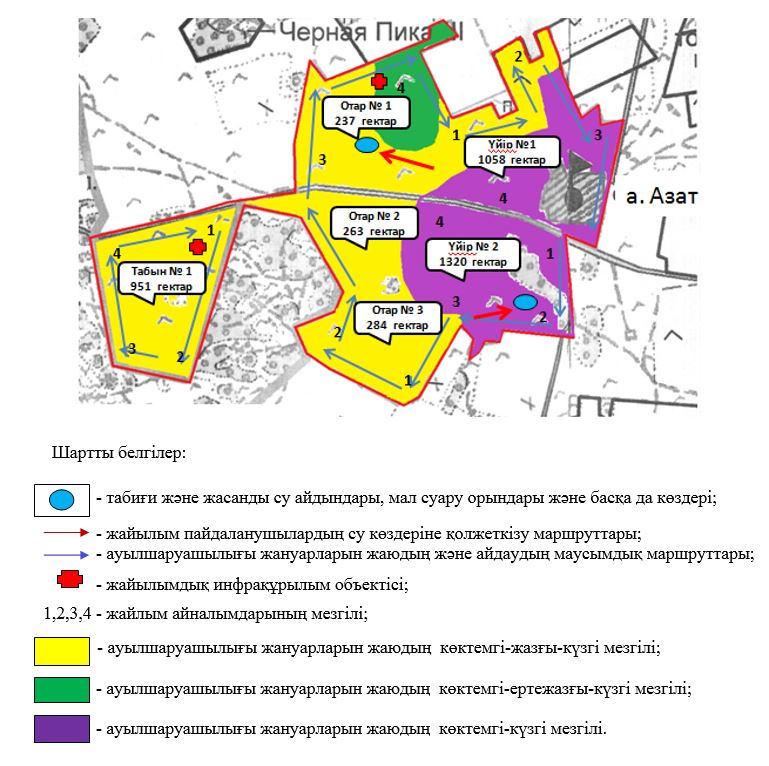 Черная Пика
II
2
4
Отар № 1
237 гектар
1
3
Үйір №1
1058 гектар
3
4
а. Азат
Отар № 2
263 гектар
4
1
4
Үйір № 2
1320 гектар
1
Табын № 1
951 гектар
3
Отар № 3
284 гектар
2
2
3
2
1
Шартты белгілер:
- табиғи және жасанды су айдындары, мал суару орындары және басқа да көздері;
- жайылым пайдаланушылардың су көздеріне қолжеткізу маршруттары;
- ауылшаруашылығы жануарларын жаюдың және айдаудың маусымдық маршруттары;
- жайылымдық инфрақұрылым объектісі;
1,2,3,4 - жайлым айналымдарының мезгілі;
- ауылшаруашылығы жануарларын жаюдың көктемгі-жазғы-күзгі мезгілі;
- ауылшаруашылығы жануарларын жаюдың көктемгі-ертежазғы-күзгі мезгілі;
- ауылшаруашылығы жануарларын жаюдың көктемгі-күзгі мезгілі.